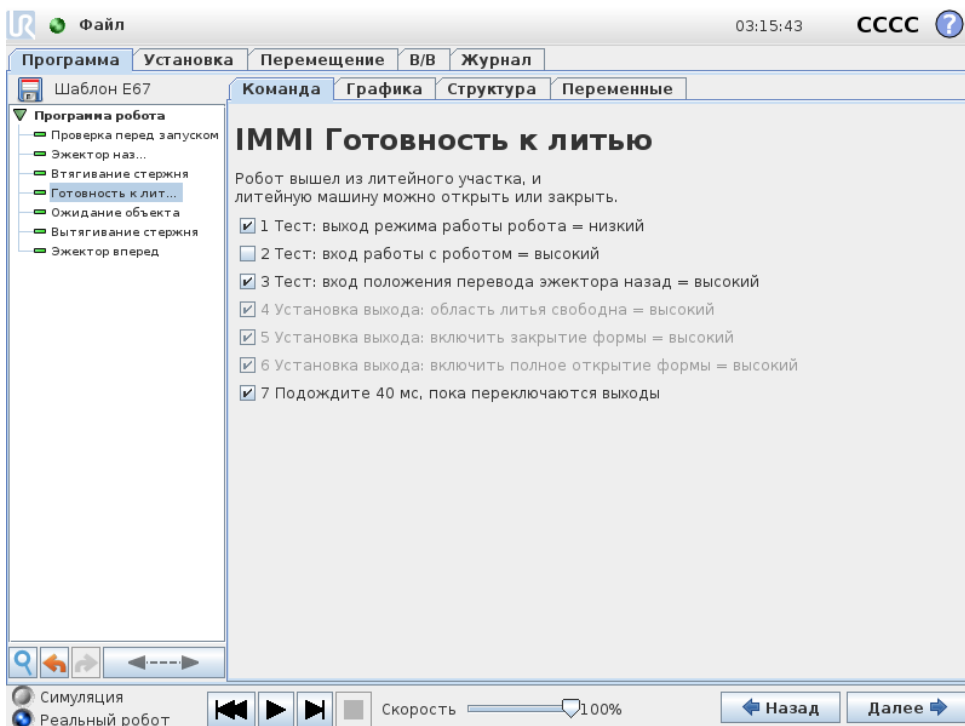 UR Файл 03:15:43 CCCC ?
Программа Установка Перемещение В/В Журнал
Шаблон E67
Команда Графика Структура Переменные
Программа робота
Проверка перед запуском
Эжектор наз...
Втягивание стержня
Готовность к лит...
Ожидание объекта
Вытягивание стержня
Эжектор вперед
IMMI Готовность к литью
Робот вышел из литейного участка, и
литейную машину можно открыть или закрыть.
1 Тест: выход режима работы робота = низкий
2 Тест: вход работы с роботом = высокий
3 Тест: вход положения перевода эжектора назад = высокий
4 Установка выхода: область литья свободна = высокий
5 Установка выхода: включить закрытие формы = высокий
6 Установка выхода: включить полное открытие формы = высокий
7 Подождите 40 мс, пока переключаются выходы
Симуляция
Реальный робот
Скорость 100%
Назад Далее